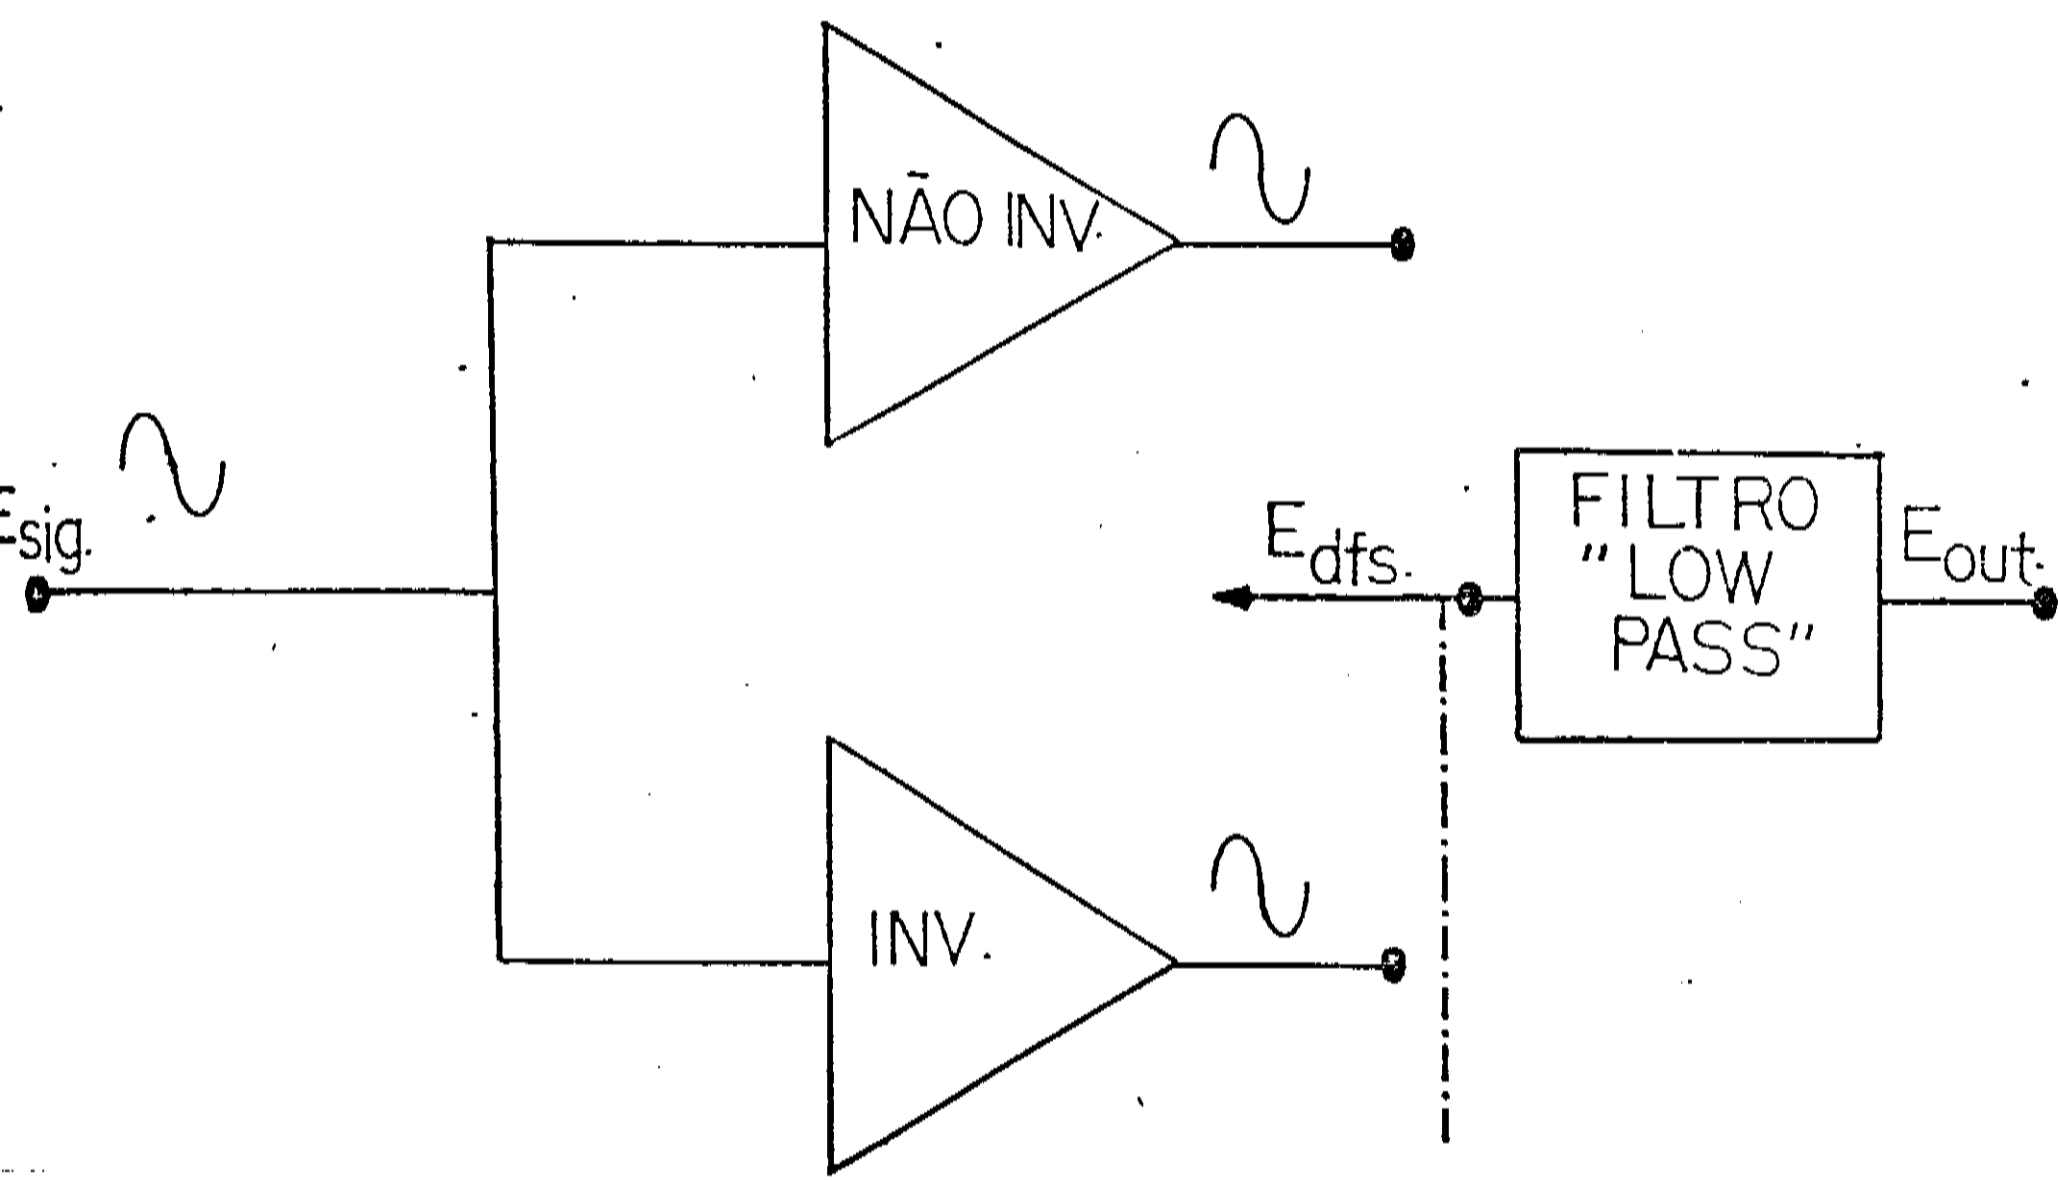 NÃO INV.
Esig.
Edfs.
FILTRO
"LOW
PASS"
Eout.
INV.